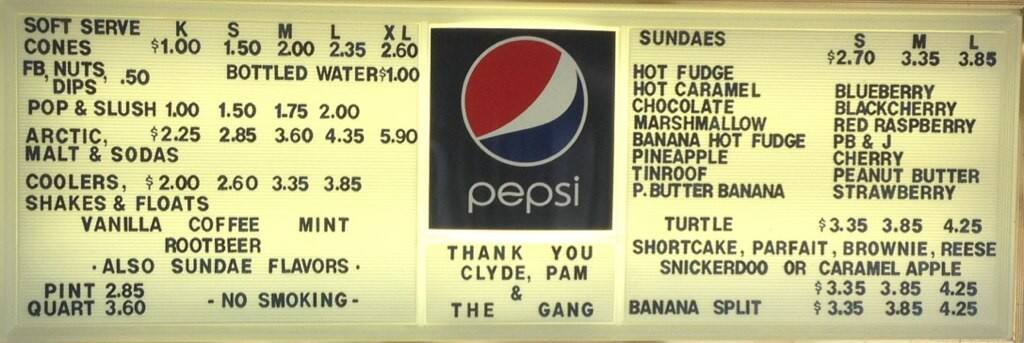 SOFT SERVE K S M L XL
CONES $1.00 1.50 2.00 2.35 2.60
FB, NUTS, DIPS .50 BOTTLED WATER $1.00
POP & SLUSH 1.00 1.50 1.75 2.00
ARCTIC, $2.25 2.85 3.60 4.35 5.90
MALT & SODAS
COOLERS, $2.00 2.60 3.35 3.85
SHAKES & FLOATS
VANILLA COFFEE MINT
ROOTBEER
· ALSO SUNDAE FLAVORS ·
PINT 2.85
QUART 3.60
- NO SMOKING -
pepsi
THANK YOU
CLYDE, PAM
&
THE GANG
SUNDAES S M L
$2.70 3.35 3.85
HOT FUDGE
HOT CARAMEL BLUEBERRY
CHOCOLATE BLACKCHERRY
MARSHMALLOW RED RASPBERRY
BANANA HOT FUDGE PB & J
PINEAPPLE CHERRY
TINROOF PEANUT BUTTER
P. BUTTER BANANA STRAWBERRY
TURTLE $3.35 3.85 4.25
SHORTCAKE, PARFAIT, BROWNIE, REESE
SNICKERDOO OR CARAMEL APPLE
$3.35 3.85 4.25
BANANA SPLIT $3.35 3.85 4.25